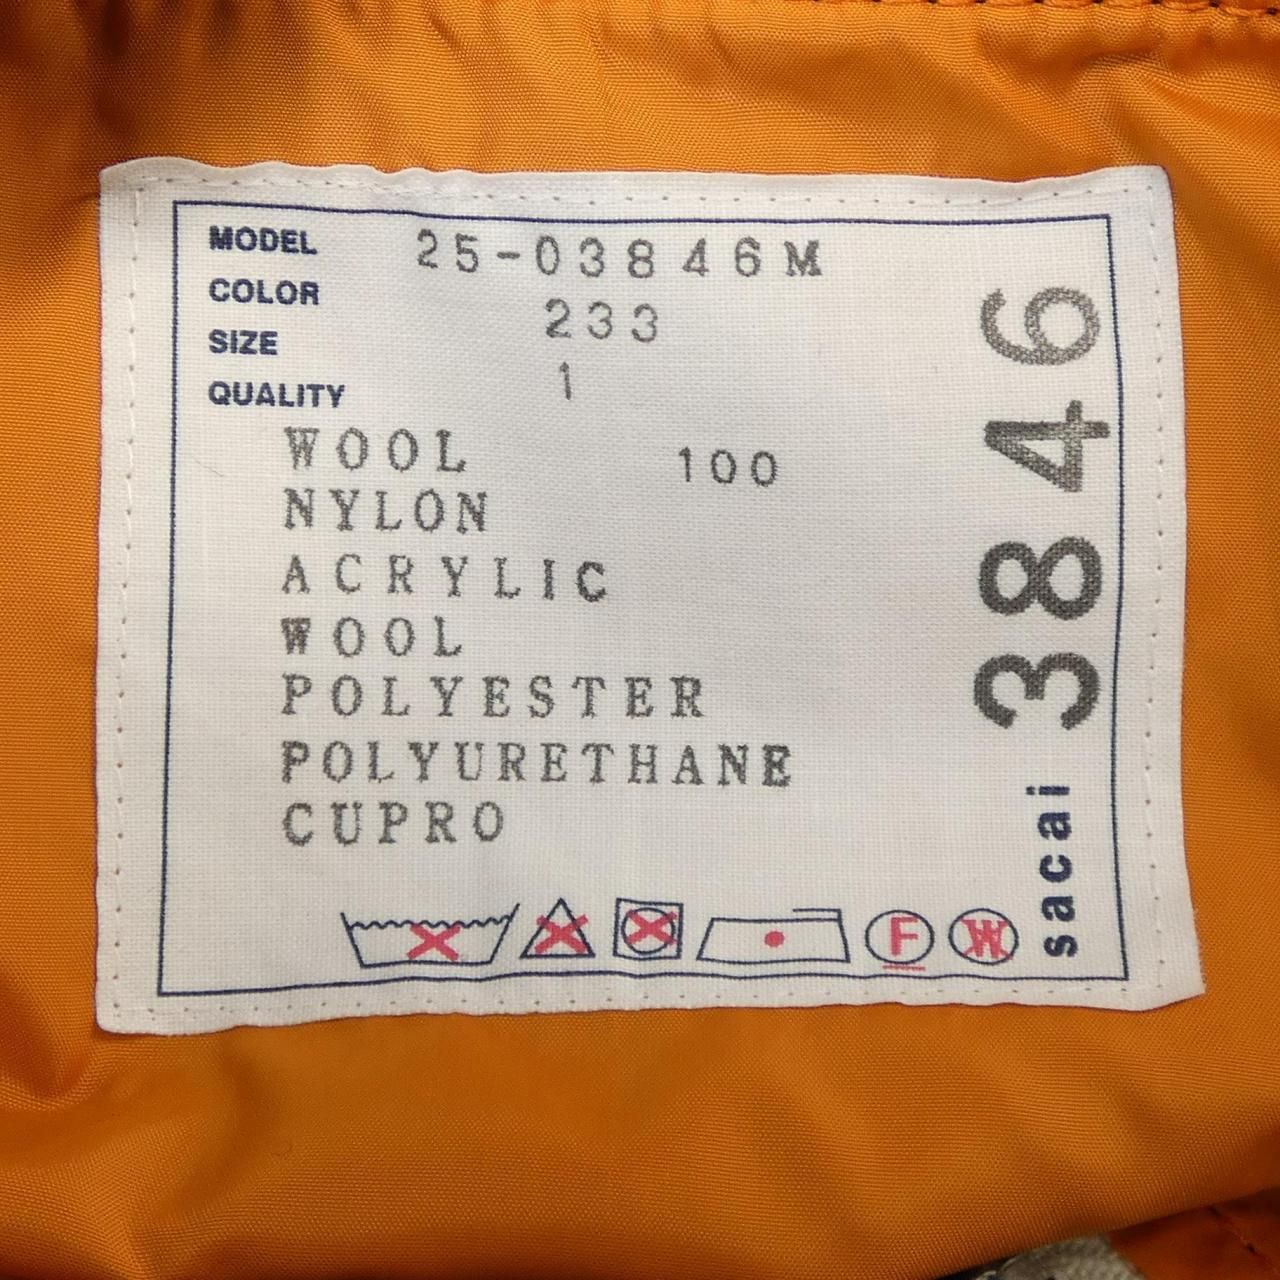 MODEL 25-03846M
COLOR 233
SIZE 1
QUALITY
WOOL 100
NYLON
ACRYLIC
WOOL
POLYESTER
POLYURETHANE
CUPRO
F W
sacai 3846